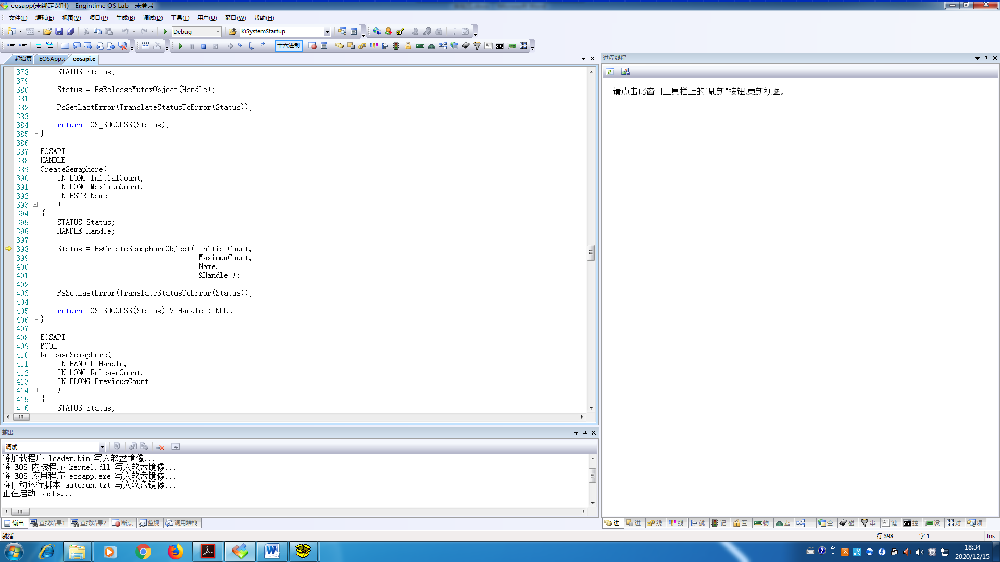 eosapp(未绑定课时) - Engintime OS Lab - 未登录
文件(F) 编辑(E) 视图(V) 项目(P) 生成(B) 调试(D) 工具(T) 用户(U) 窗口(W) 帮助(H)
Debug KiSystemStartup
十六进制
起始页 EOSApp.c eosapi.c
378 STATUS Status;
379
380 Status = PsReleaseMutexObject(Handle);
381
382 PsSetLastError(TranslateStatusToError(Status));
383
384 return EOS_SUCCESS(Status);
385 }
386
387 EOSAPI
388 HANDLE
389 CreateSemaphore(
390 IN LONG InitialCount,
391 IN LONG MaximumCount,
392 IN PSTR Name
393 )
394 {
395 STATUS Status;
396 HANDLE Handle;
397
398 Status = PsCreateSemaphoreObject( InitialCount,
399 MaximumCount,
400 Name,
401 &Handle );
402
403 PsSetLastError(TranslateStatusToError(Status));
404
405 return EOS_SUCCESS(Status) ? Handle : NULL;
406 }
407
408 EOSAPI
409 BOOL
410 ReleaseSemaphore(
411 IN HANDLE Handle,
412 IN LONG ReleaseCount,
413 IN PLONG PreviousCount
414 )
415 {
416 STATUS Status;
进程线程
请点击此窗口工具栏上的"刷新"按钮,更新视图。
输出
调试
将加载程序 loader.bin 写入软盘镜像...
将 EOS 内核程序 kernel.dll 写入软盘镜像...
将 EOS 应用程序 eosapp.exe 写入软盘镜像...
将自动运行脚本 autorun.txt 写入软盘镜像...
正在启动 Bochs...
输出 查找结果1 查找结果2 断点 监视 调用堆栈
进.. 进.. 线.. 线.. 就.. 记.. 互.. 物.. 虚.. 二.. 全.. 磁.. 串.. 键.. 控.. 设.. 对.. 项..
就绪
行 398 字 1 Ins
18:34
2020/12/15